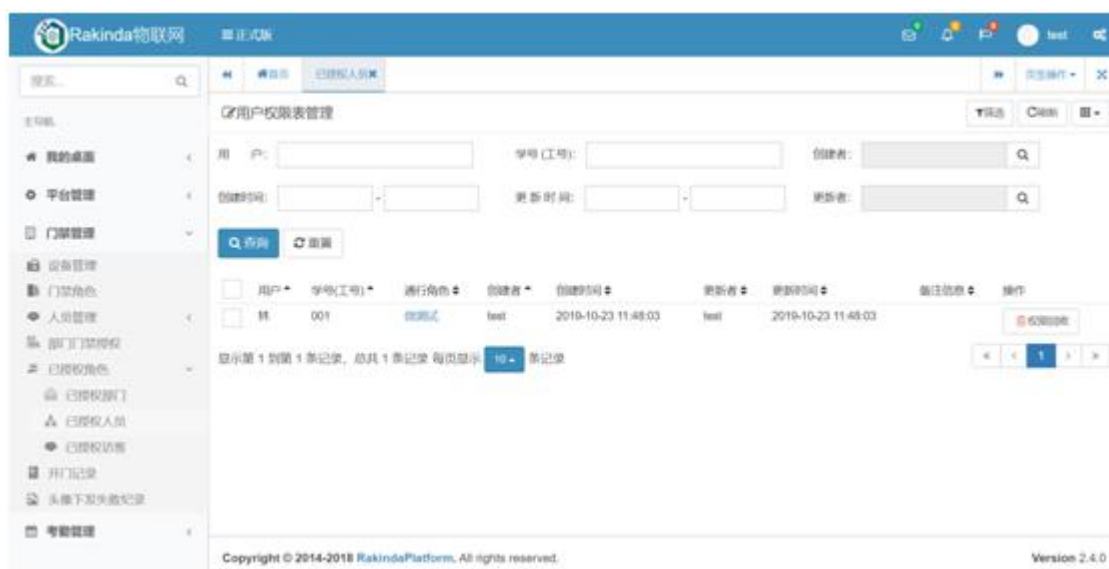 Rakinda物联网
正式版
test
搜索...
首页
已授权人员
页签操作
主导航
用户权限表管理
筛选
刷新
我的桌面
用 户:
学号(工号):
创建者:
平台管理
创建时间:
-
更新时间:
-
更新者:
门禁管理
查询
重置
设备管理
门禁角色
人员管理
部门门禁授权
已授权角色
已授权部门
已授权人员
已授权访客
开门记录
头像下发失败纪录
考勤管理
用户 学号(工号) 通行角色 创建者 创建时间 更新者 更新时间 备注信息 操作
001 test 2019-10-23 11:48:03 test 2019-10-23 11:48:03 权限回收
显示第 1 到第 1 条记录，总共 1 条记录 每页显示 10 条记录
« ‹ 1 › »
Copyright © 2014-2018 RakindaPlatform. All rights reserved.
Version 2.4.0